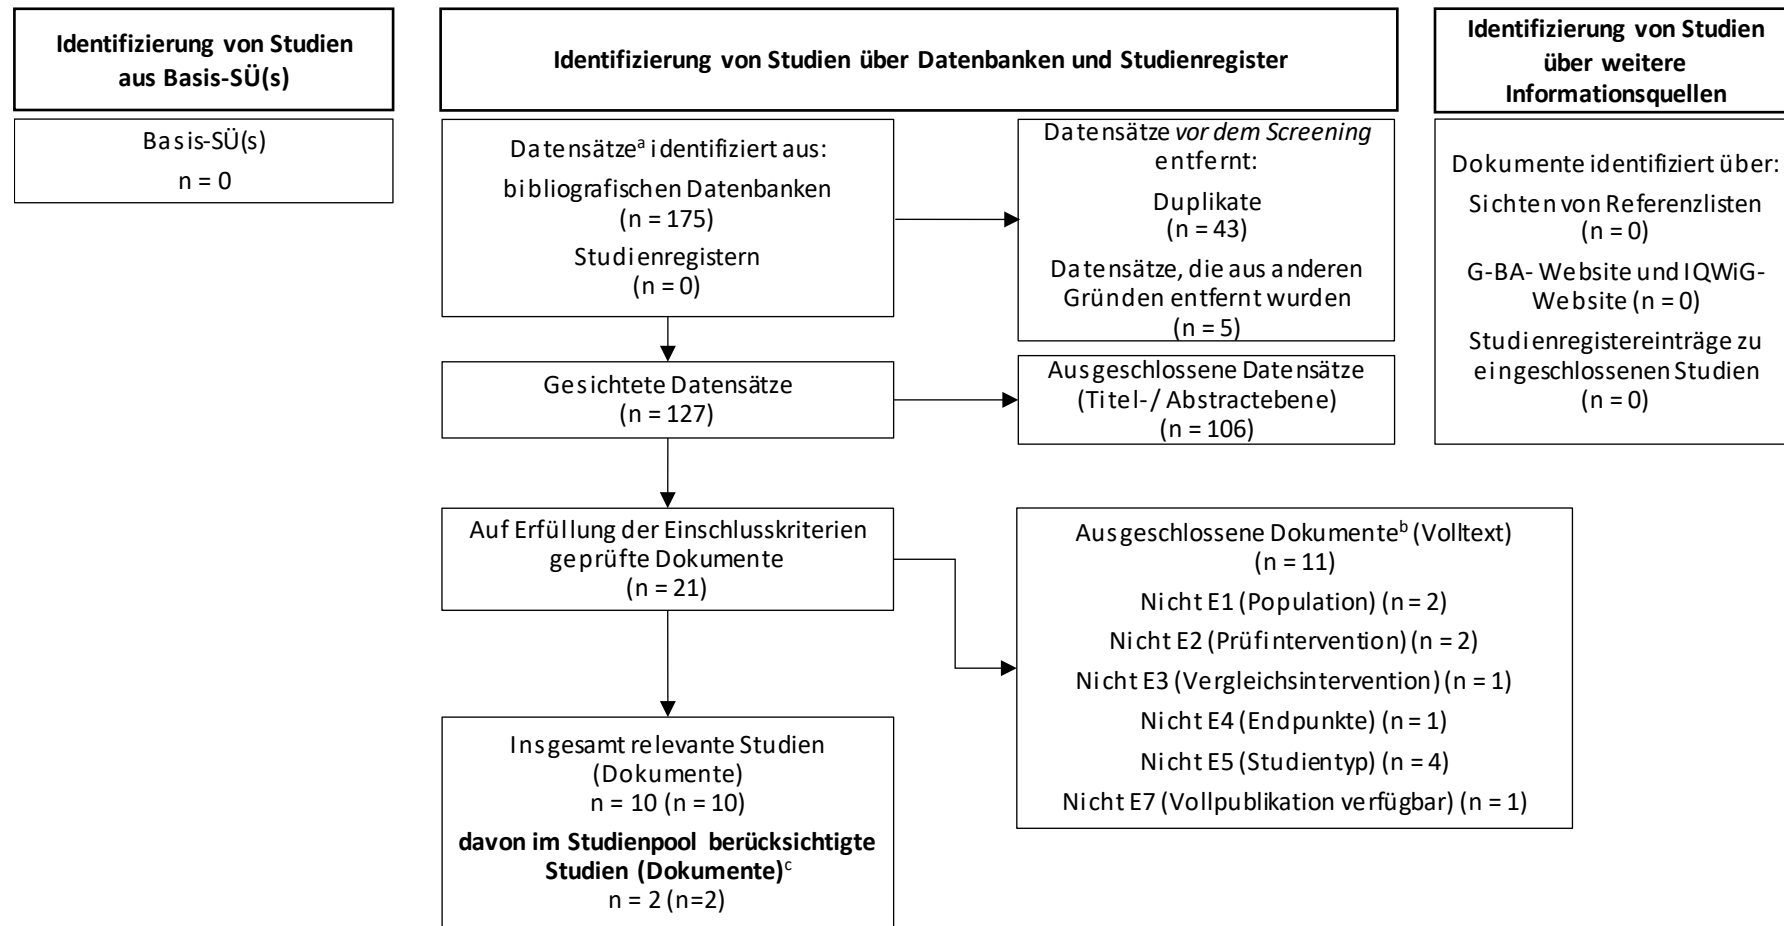 Identifizierung von Studien
aus Basis-SÜ(s)
Basis-SÜ(s)
n = 0
Identifizierung von Studien über Datenbanken und Studienregister
Datensätzeᵃ identifiziert aus:
bibliografischen Datenbanken
(n = 175)
Studienregistern
(n = 0)
Datensätze vor dem Screening
entfernt:
Duplikate
(n = 43)
Datensätze, die aus anderen
Gründen entfernt wurden
(n = 5)
Gesichtete Datensätze
(n = 127)
Ausgeschlossene Datensätze
(Titel-/ Abstractebene)
(n = 106)
Auf Erfüllung der Einschlusskriterien
geprüfte Dokumente
(n = 21)
Ausgeschlossene Dokumenteᵇ (Volltext)
(n = 11)
Nicht E1 (Population) (n = 2)
Nicht E2 (Prüfintervention) (n = 2)
Nicht E3 (Vergleichsintervention) (n = 1)
Nicht E4 (Endpunkte) (n = 1)
Nicht E5 (Studientyp) (n = 4)
Nicht E7 (Vollpublikation verfügbar) (n = 1)
Insgesamt relevante Studien
(Dokumente)
n = 10 (n = 10)
davon im Studienpool berücksichtigte
Studien (Dokumente)ᶜ
n = 2 (n=2)
Identifizierung von Studien
über weitere
Informationsquellen
Dokumente identifiziert über:
Sichten von Referenzlisten
(n = 0)
G-BA- Website und IQWiG-
Website (n = 0)
Studienregistereinträge zu
eingeschlossenen Studien
(n = 0)